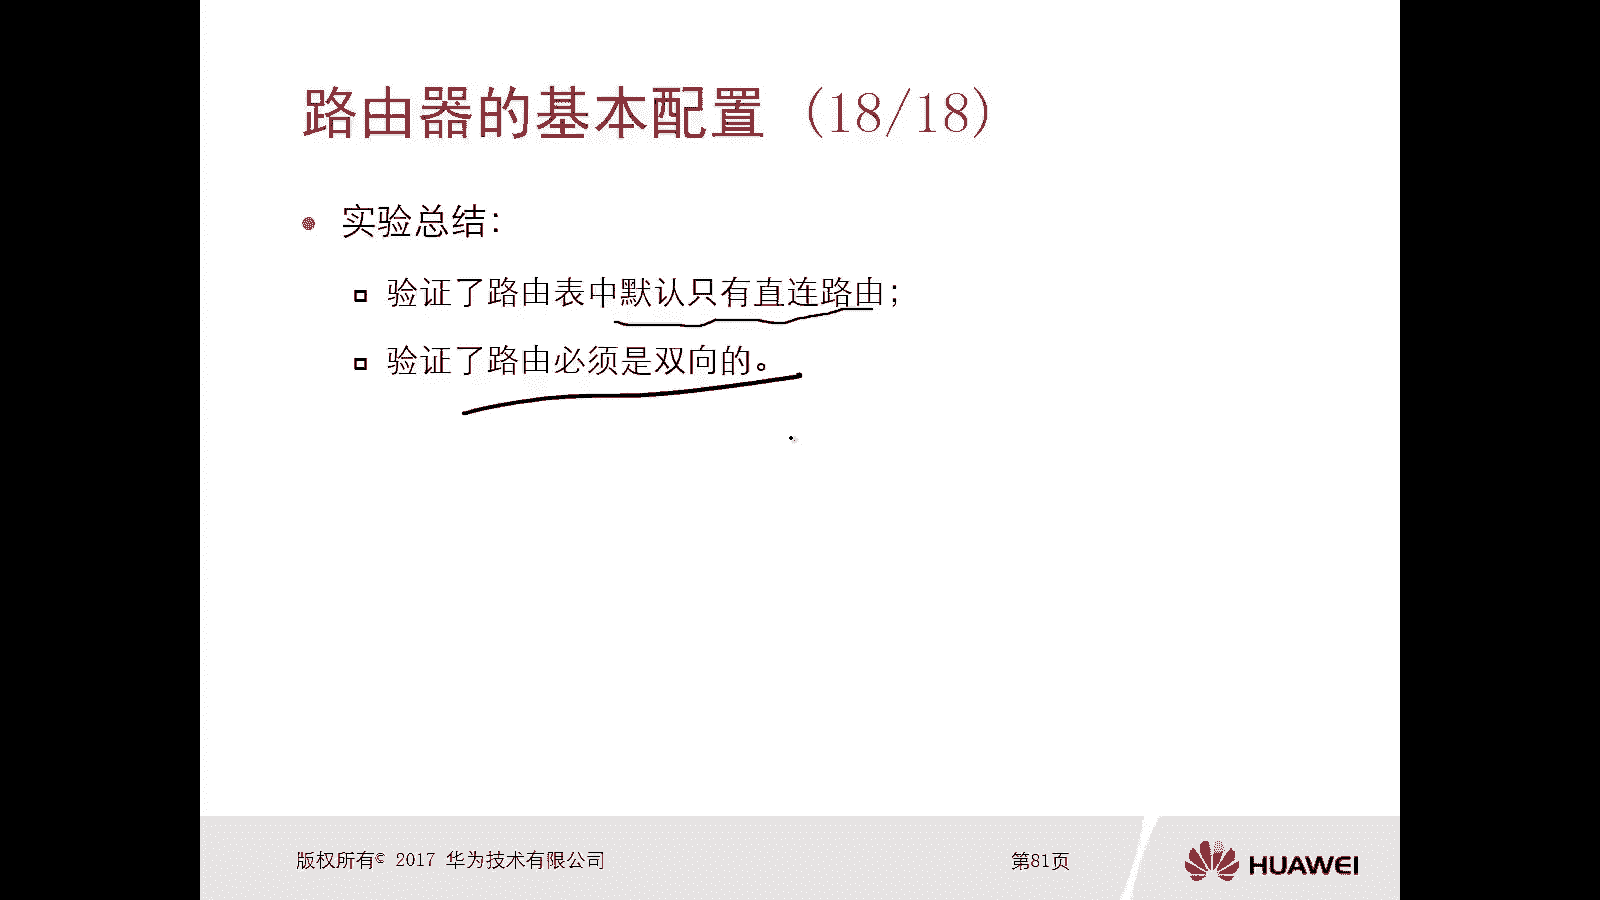 路由器的基本配置 (18/18)
实验总结：
验证了路由表中默认只有直连路由；
验证了路由必须是双向的。
版权所有© 2017 华为技术有限公司
第81页
HUAWEI